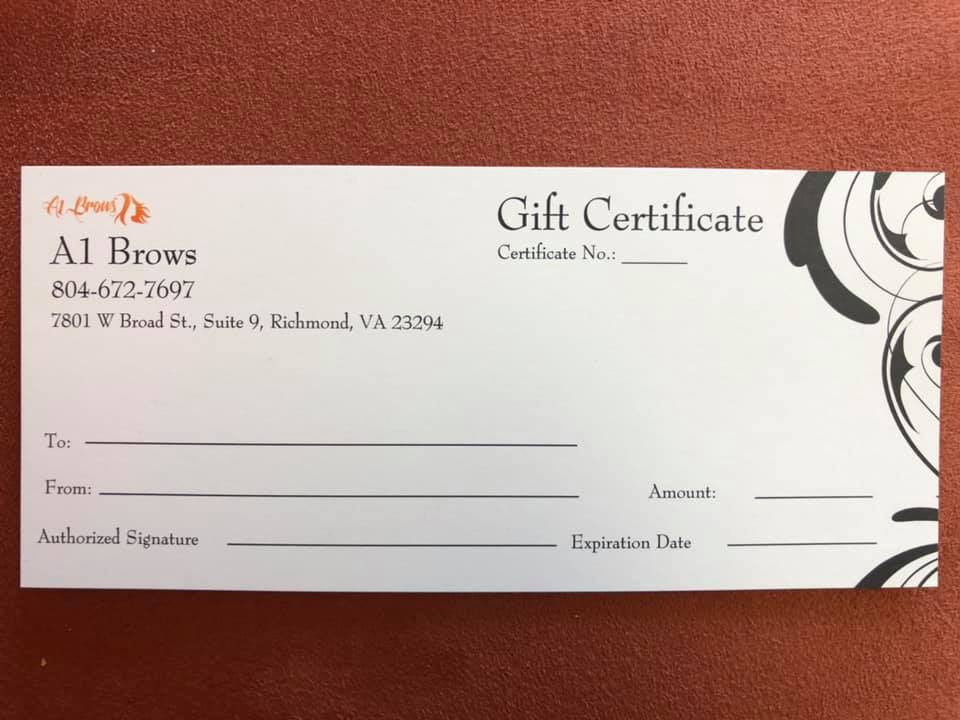 A1 Brows
A1 Brows
804-672-7697
7801 W Broad St., Suite 9, Richmond, VA 23294
Gift Certificate
Certificate No.:
To:
From:
Amount:
Authorized Signature
Expiration Date